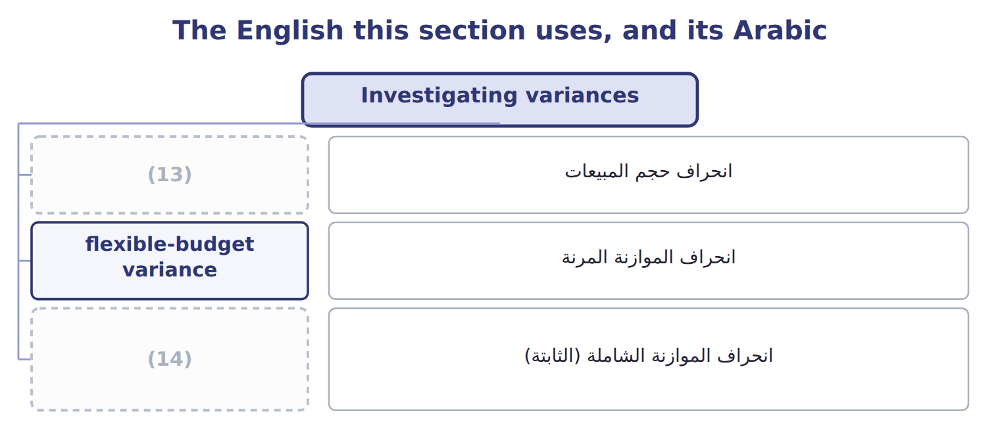 The English this section uses, and its Arabic
Investigating variances
(13)
انحراف حجم المبيعات
flexible-budget
variance
انحراف الموازنة المرنة
(14)
انحراف الموازنة الشاملة (الثابتة)